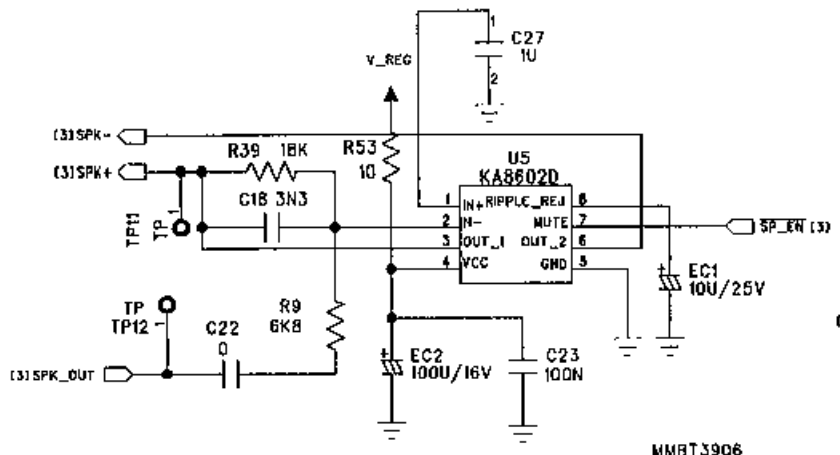 1
C27
1U
2
V_REG
(3)SPK-
R39 18K
R53
10
U5
KA8602D
(3)SPK+
C18 3N3
1 IN+ RIPPLE_REJ 8
2 IN- MUTE 7
3 OUT_1 OUT_2 6
4 VCC GND 5
SP_EN (3)
TP11
TP
1
EC1
10U/25V
TP
TP12
1
R9
6K8
C22
0
(3)SPK_OUT
EC2
100U/16V
C23
100N
MMBT3906